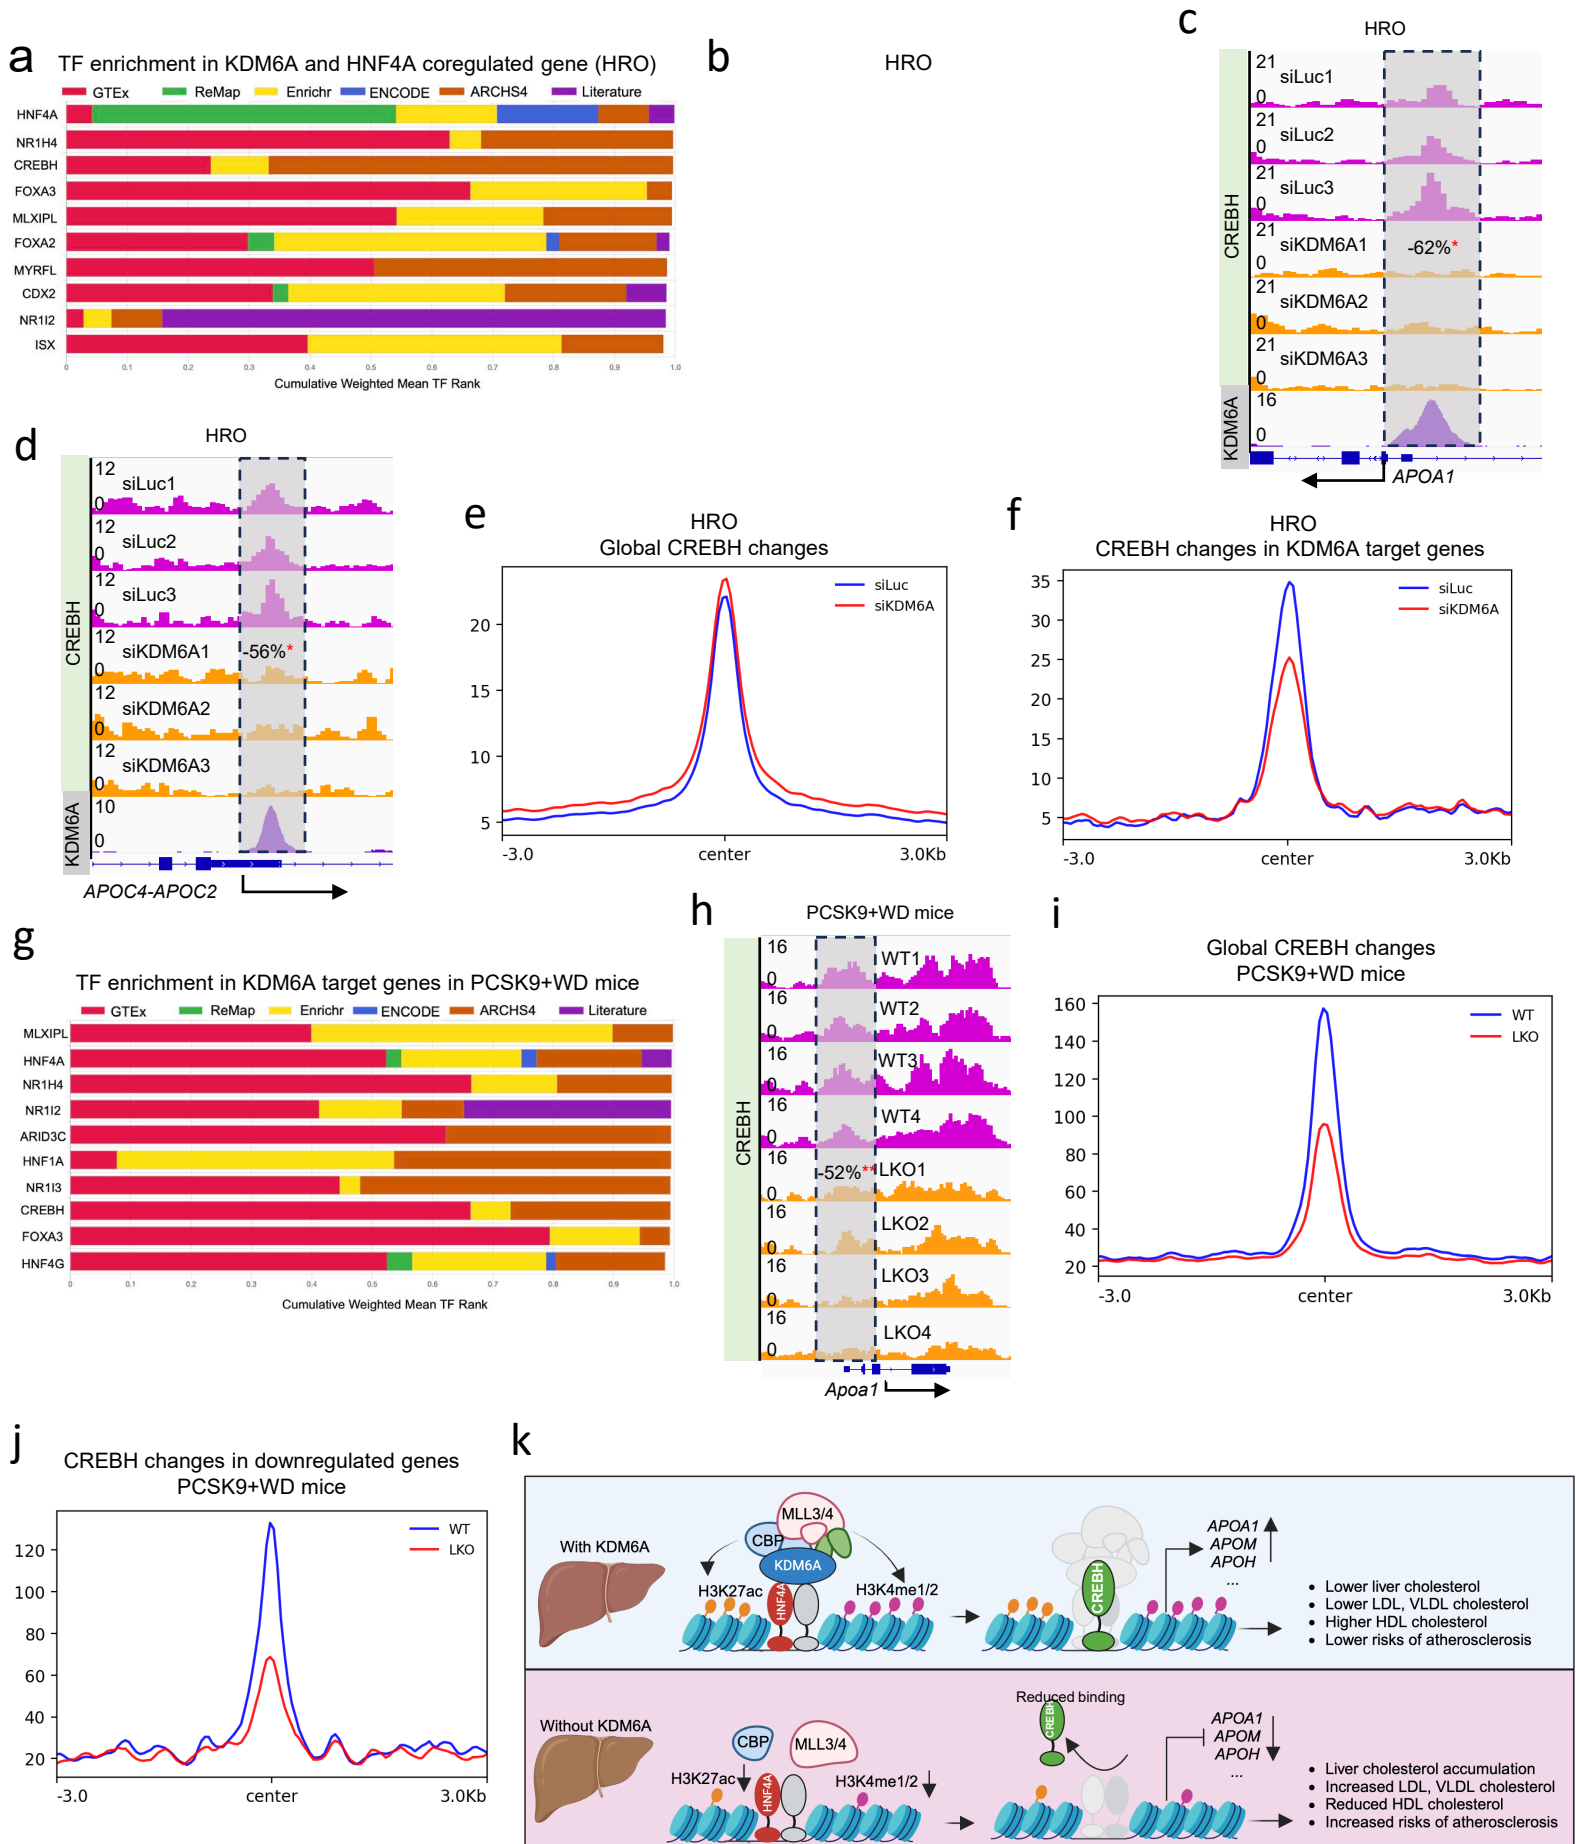 a
TF enrichment in KDM6A and HNF4A coregulated gene (HRO)
GTEx ReMap Enrichr ENCODE ARCHS4 Literature
HNF4A
NR1H4
CREBH
FOXA3
MLXIPL
FOXA2
MYRFL
CDX2
NR1I2
ISX
0 0.1 0.2 0.3 0.4 0.5 0.6 0.7 0.8 0.9 1.0
Cumulative Weighted Mean TF Rank
b
HRO
c
HRO
CREBH
21
0
siLuc1
21
0
siLuc2
21
0
siLuc3
21
0
siKDM6A1
-62%*
21
0
siKDM6A2
21
0
siKDM6A3
KDM6A
16
0
APOA1
d
HRO
CREBH
12
0
siLuc1
12
0
siLuc2
12
0
siLuc3
12
0
siKDM6A1
-56%*
12
0
siKDM6A2
12
0
siKDM6A3
KDM6A
10
0
APOC4-APOC2
e
HRO
Global CREBH changes
siLuc
siKDM6A
20
15
10
5
-3.0 center 3.0Kb
f
HRO
CREBH changes in KDM6A target genes
siLuc
siKDM6A
35
30
25
20
15
10
5
-3.0 center 3.0Kb
g
TF enrichment in KDM6A target genes in PCSK9+WD mice
GTEx ReMap Enrichr ENCODE ARCHS4 Literature
MLXIPL
HNF4A
NR1H4
NR1I2
ARID3C
HNF1A
NR1I3
CREBH
FOXA3
HNF4G
0 0.1 0.2 0.3 0.4 0.5 0.6 0.7 0.8 0.9 1.0
Cumulative Weighted Mean TF Rank
h
PCSK9+WD mice
CREBH
16
0
WT1
16
0
WT2
16
0
WT3
16
0
WT4
16
0
-52%**
LKO1
16
0
LKO2
16
0
LKO3
16
0
LKO4
Apoa1
i
Global CREBH changes
PCSK9+WD mice
WT
LKO
160
140
120
100
80
60
40
20
-3.0 center 3.0Kb
j
CREBH changes in downregulated genes
PCSK9+WD mice
WT
LKO
120
100
80
60
40
20
-3.0 center 3.0Kb
k
With KDM6A
MLL3/4
CBP
KDM6A
H3K27ac
HNF4A
H3K4me1/2
CREBH
APOA1
APOM
APOH
...
• Lower liver cholesterol
• Lower LDL, VLDL cholesterol
• Higher HDL cholesterol
• Lower risks of atherosclerosis
Without KDM6A
CBP
MLL3/4
H3K27ac
HNF4A
H3K4me1/2
Reduced binding
CREBH
APOA1
APOM
APOH
...
• Liver cholesterol accumulation
• Increased LDL, VLDL cholesterol
• Reduced HDL cholesterol
• Increased risks of atherosclerosis